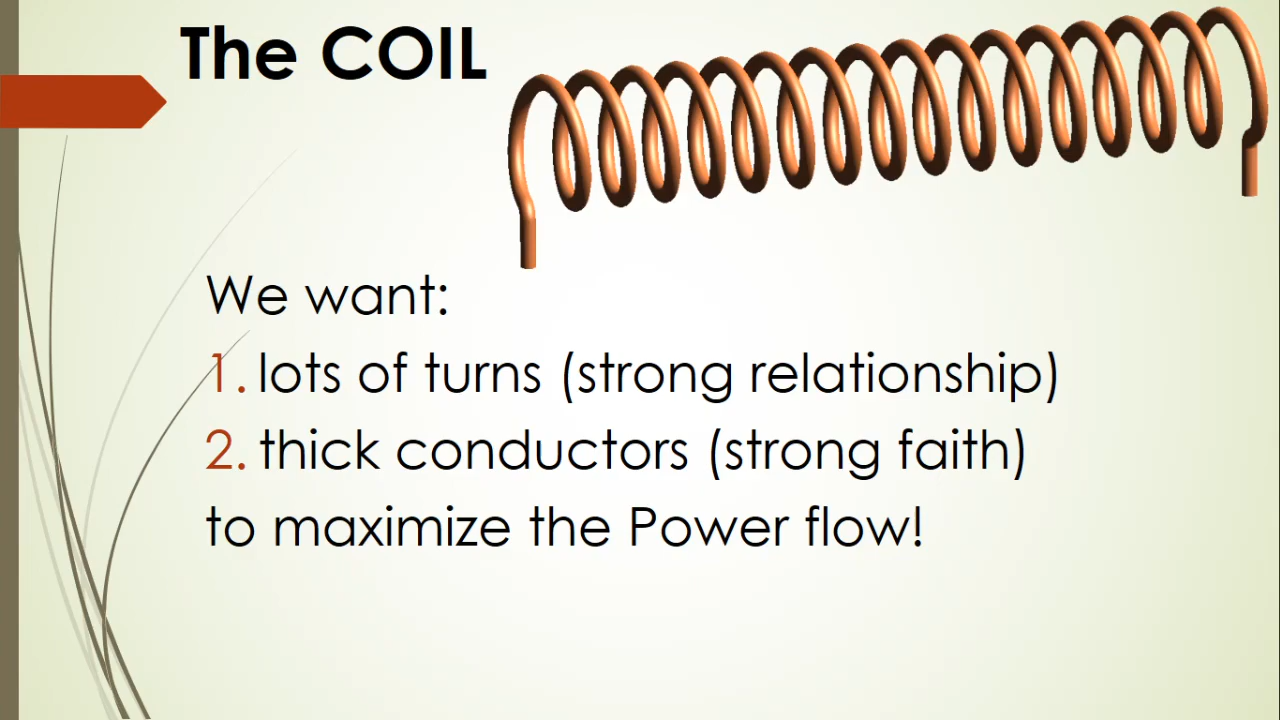 The COIL
We want:
1. lots of turns (strong relationship)
2. thick conductors (strong faith)
to maximize the Power flow!